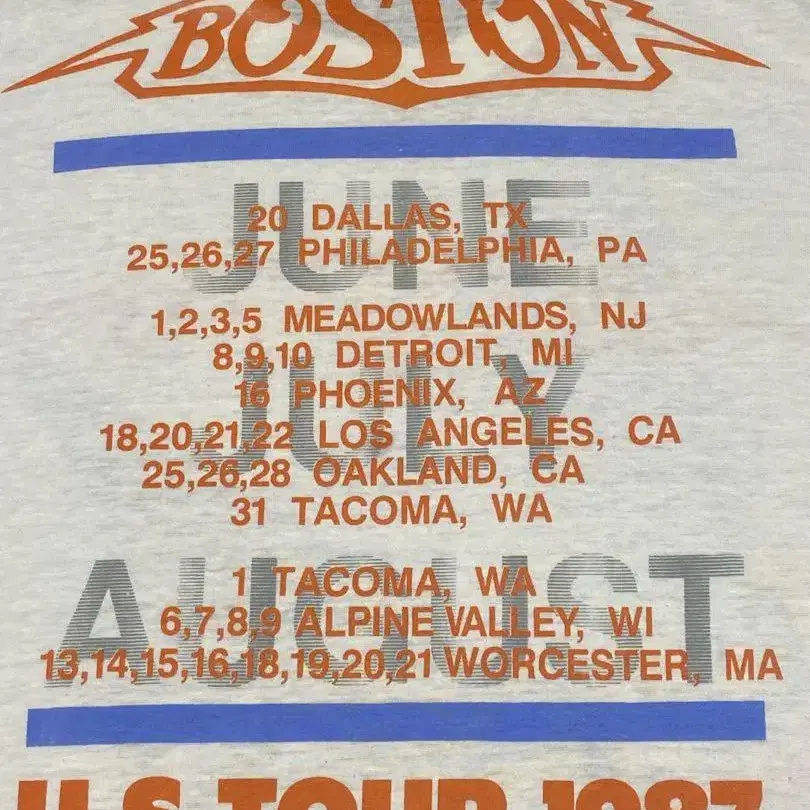 BOSTON
JUNE
20 DALLAS, TX
25,26,27 PHILADELPHIA, PA
JULY
1,2,3,5 MEADOWLANDS, NJ
8,9,10 DETROIT, MI
16 PHOENIX, AZ
18,20,21,22 LOS ANGELES, CA
25,26,28 OAKLAND, CA
31 TACOMA, WA
AUGUST
1 TACOMA, WA
6,7,8,9 ALPINE VALLEY, WI
13,14,15,16,18,19,20,21 WORCESTER, MA
U.S. TOUR 1987